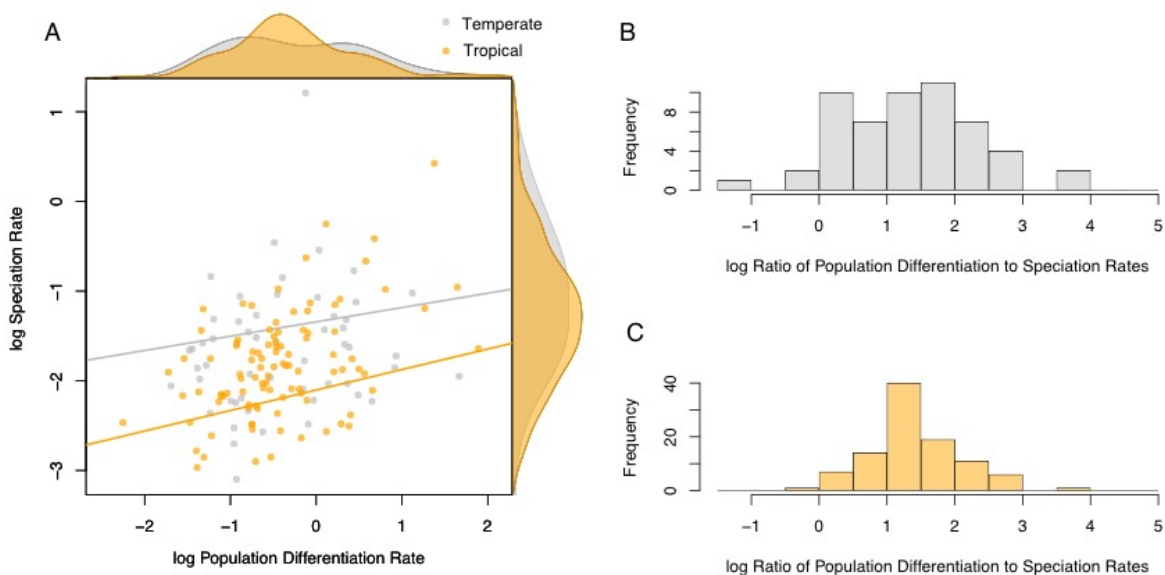 A
Temperate
Tropical
log Speciation Rate
1
0
−1
−2
−3
−2
−1
0
1
2
log Population Differentiation Rate
B
Frequency
8
4
0
−1
0
1
2
3
4
5
log Ratio of Population Differentiation to Speciation Rates
C
Frequency
40
20
0
−1
0
1
2
3
4
5
log Ratio of Population Differentiation to Speciation Rates